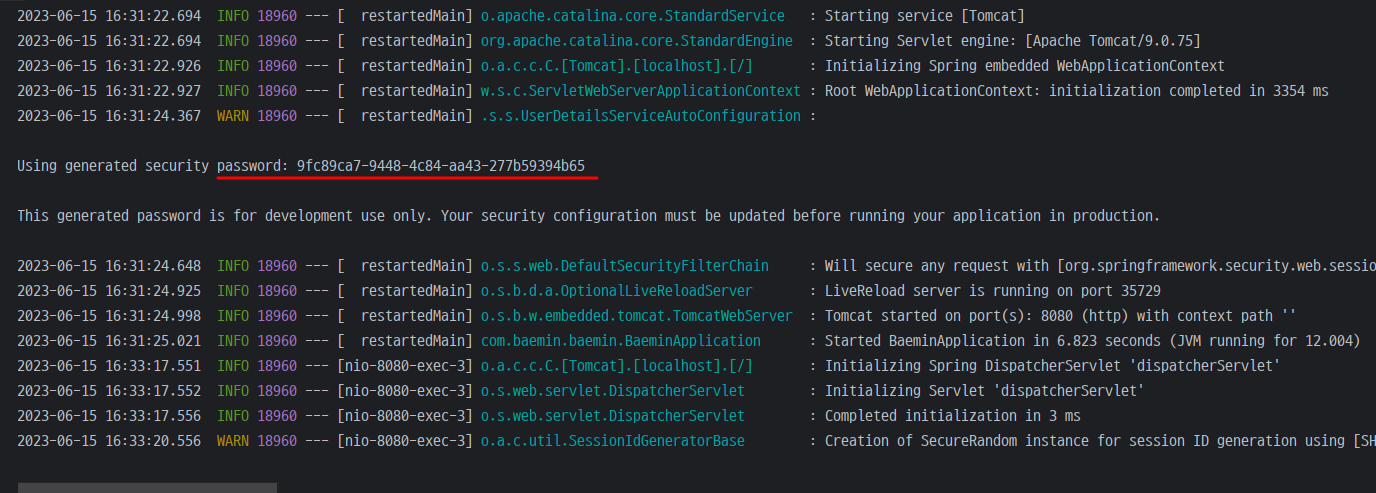 2023-06-15 16:31:22.694  INFO 18960 --- [  restartedMain] o.apache.catalina.core.StandardService   : Starting service [Tomcat]
2023-06-15 16:31:22.694  INFO 18960 --- [  restartedMain] org.apache.catalina.core.StandardEngine  : Starting Servlet engine: [Apache Tomcat/9.0.75]
2023-06-15 16:31:22.926  INFO 18960 --- [  restartedMain] o.a.c.c.C.[Tomcat].[localhost].[/]       : Initializing Spring embedded WebApplicationContext
2023-06-15 16:31:22.927  INFO 18960 --- [  restartedMain] w.s.c.ServletWebServerApplicationContext : Root WebApplicationContext: initialization completed in 3354 ms
2023-06-15 16:31:24.367  WARN 18960 --- [  restartedMain] .s.s.UserDetailsServiceAutoConfiguration :
Using generated security password: 9fc89ca7-9448-4c84-aa43-277b59394b65
This generated password is for development use only. Your security configuration must be updated before running your application in production.
2023-06-15 16:31:24.648  INFO 18960 --- [  restartedMain] o.s.s.web.DefaultSecurityFilterChain     : Will secure any request with [org.springframework.security.web.sessio
2023-06-15 16:31:24.925  INFO 18960 --- [  restartedMain] o.s.b.d.a.OptionalLiveReloadServer       : LiveReload server is running on port 35729
2023-06-15 16:31:24.998  INFO 18960 --- [  restartedMain] o.s.b.w.embedded.tomcat.TomcatWebServer  : Tomcat started on port(s): 8080 (http) with context path ''
2023-06-15 16:31:25.021  INFO 18960 --- [  restartedMain] com.baemin.baemin.BaeminApplication      : Started BaeminApplication in 6.823 seconds (JVM running for 12.004)
2023-06-15 16:33:17.551  INFO 18960 --- [nio-8080-exec-3] o.a.c.c.C.[Tomcat].[localhost].[/]       : Initializing Spring DispatcherServlet 'dispatcherServlet'
2023-06-15 16:33:17.552  INFO 18960 --- [nio-8080-exec-3] o.s.web.servlet.DispatcherServlet        : Initializing Servlet 'dispatcherServlet'
2023-06-15 16:33:17.556  INFO 18960 --- [nio-8080-exec-3] o.s.web.servlet.DispatcherServlet        : Completed initialization in 3 ms
2023-06-15 16:33:20.556  WARN 18960 --- [nio-8080-exec-3] o.a.c.util.SessionIdGeneratorBase        : Creation of SecureRandom instance for session ID generation using [SH